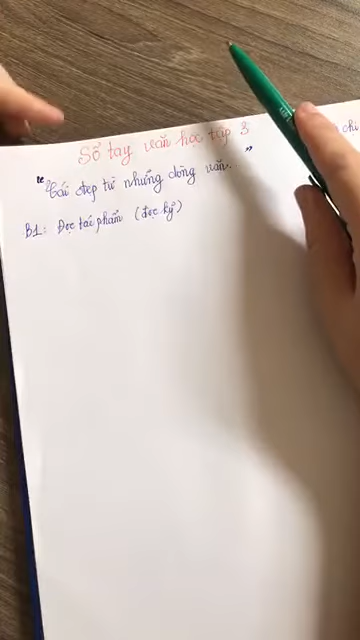 Sổ tay văn học tập 3
"Cái đẹp từ những dòng văn."
B1: Đọc tác phẩm (đọc kỹ)